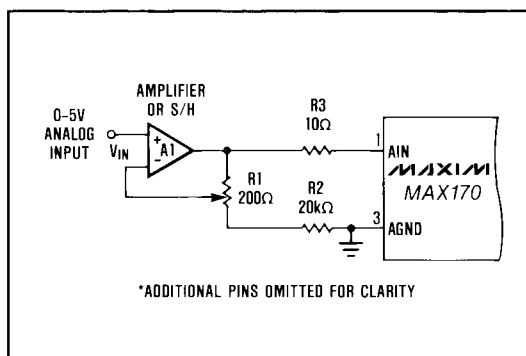 AMPLIFIER
OR S/H
0-5V
ANALOG
INPUT
VIN
+
A1
−
R3
10Ω
1
AIN
MAXIM
MAX170
R1
200Ω
R2
20kΩ
3
AGND
*ADDITIONAL PINS OMITTED FOR CLARITY